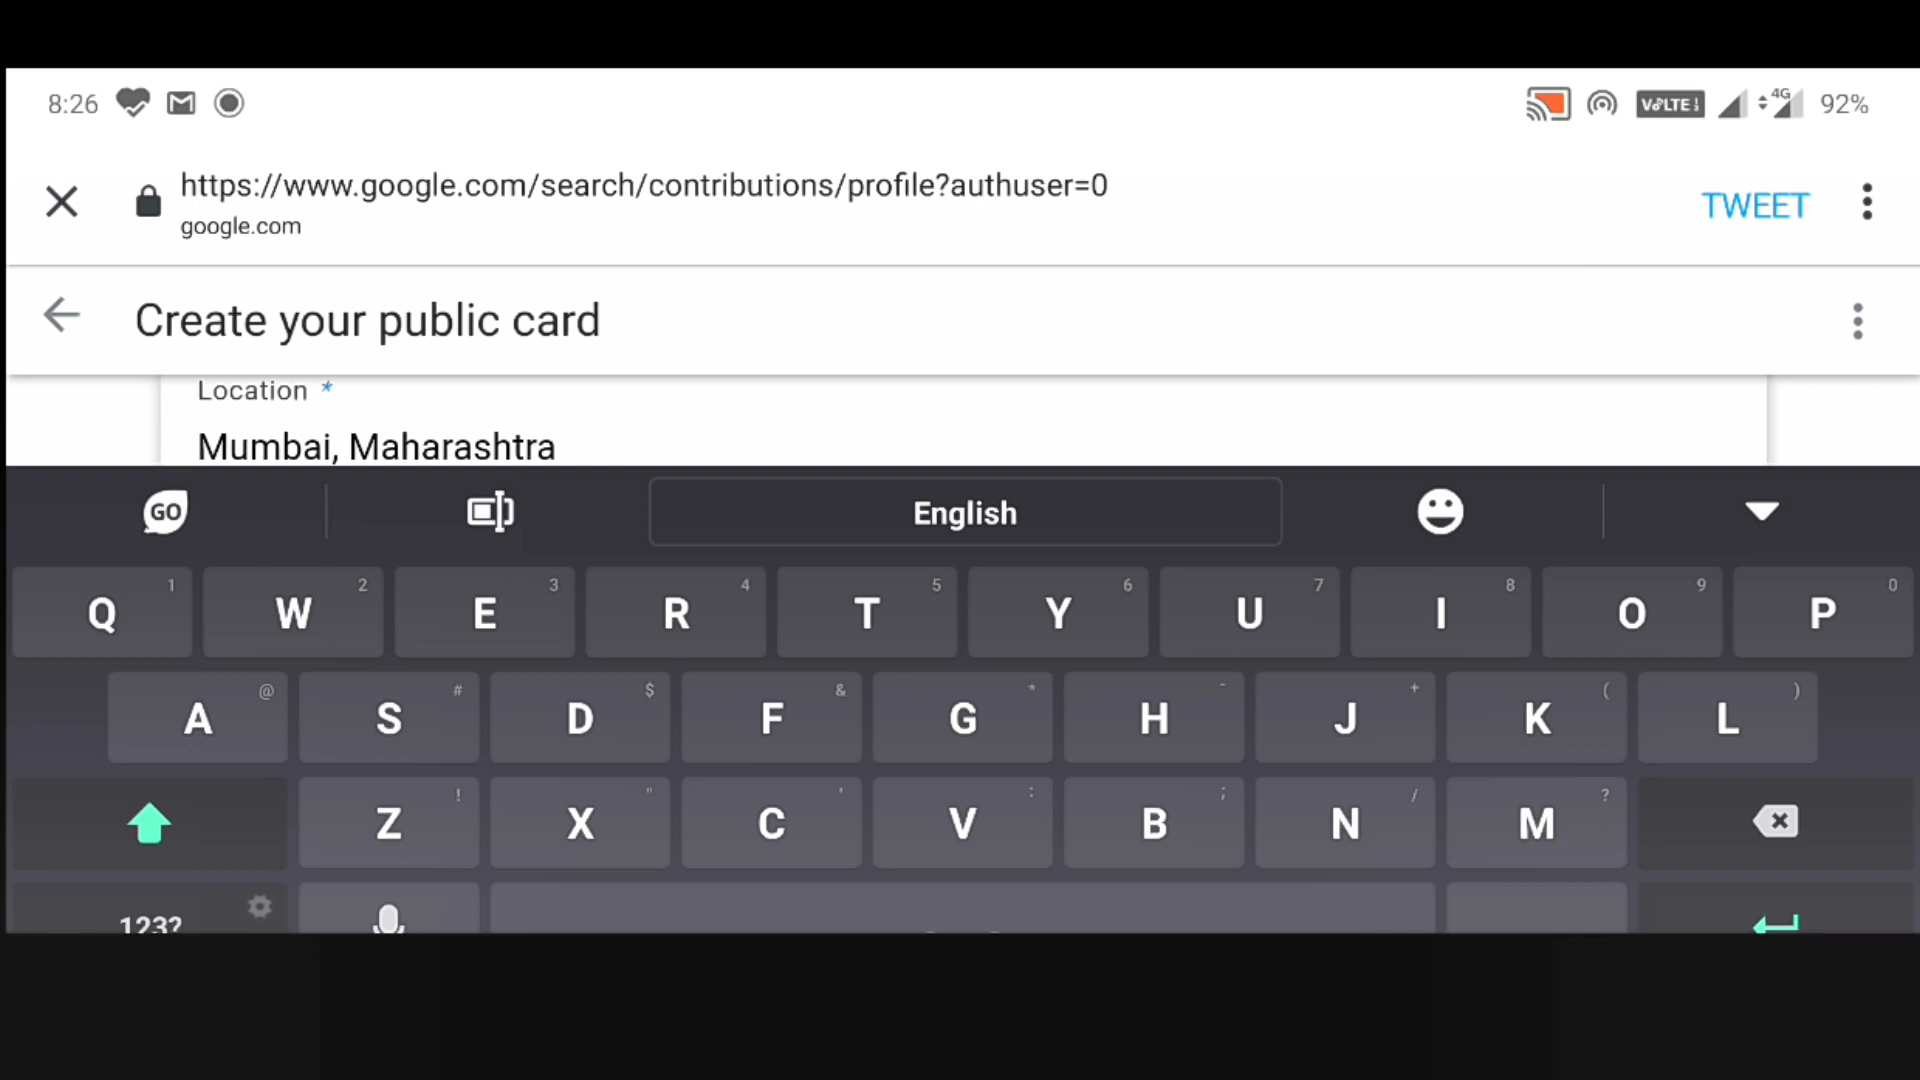 8:26 VoLTE 4G 92%
https://www.google.com/search/contributions/profile?authuser=0
google.com
TWEET
Create your public card
Location *
Mumbai, Maharashtra
GO English
Q 1 W 2 E 3 R 4 T 5 Y 6 U 7 I 8 O 9 P 0
A @ S # D $ F & G * H - J + K ( L )
Z ! X " C ' V : B ; N / M ?
123?